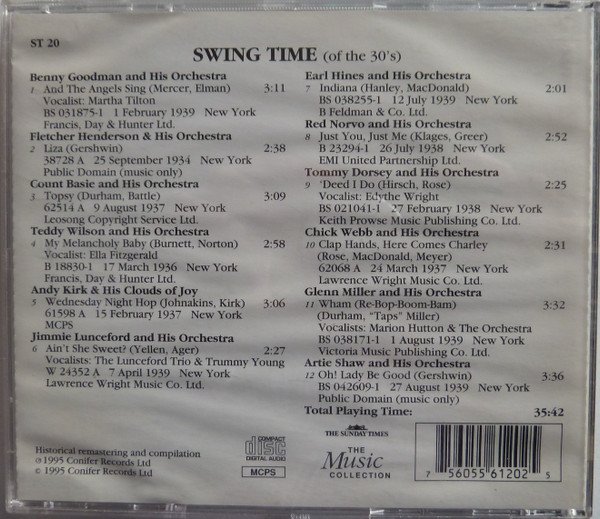 ST 20
SWING TIME (of the 30's)
Benny Goodman and His Orchestra
1 And The Angels Sing (Mercer, Elman) 3:11
Vocalist: Martha Tilton
BS 031875-1 1 February 1939 New York
Francis, Day & Hunter Ltd.
Fletcher Henderson & His Orchestra
2 Liza (Gershwin) 2:38
38728 A 25 September 1934 New York
Public Domain (music only)
Count Basie and His Orchestra
3 Topsy (Durham, Battle) 3:09
62514 A 9 August 1937 New York
Leosong Copyright Service Ltd.
Teddy Wilson and His Orchestra
4 My Melancholy Baby (Burnett, Norton) 2:58
Vocalist: Ella Fitzgerald
B 18830-1 17 March 1936 New York
Francis, Day & Hunter Ltd.
Andy Kirk & His Clouds of Joy
5 Wednesday Night Hop (Johnakins, Kirk) 3:06
61598 A 15 February 1937 New York
MCPS
Jimmie Lunceford and His Orchestra
6 Ain't She Sweet? (Yellen, Ager) 2:27
Vocalists: The Lunceford Trio & Trummy Young
W 24352 A 7 April 1939 New York
Lawrence Wright Music Co. Ltd.
Earl Hines and His Orchestra
7 Indiana (Hanley, MacDonald) 2:01
BS 038255-1 12 July 1939 New York
B Feldman & Co. Ltd.
Red Norvo and His Orchestra
8 Just You, Just Me (Klages, Greer) 2:52
B 23294-1 26 July 1938 New York
EMI United Partnership Ltd.
Tommy Dorsey and His Orchestra
9 'Deed I Do (Hirsch, Rose) 2:25
Vocalist: Edythe Wright
BS 021041-1 27 February 1938 New York
Keith Prowse Music Publishing Co. Ltd.
Chick Webb and His Orchestra
10 Clap Hands, Here Comes Charley 2:31
(Rose, MacDonald, Meyer)
62068 A 24 March 1937 New York
Lawrence Wright Music Co. Ltd.
Glenn Miller and His Orchestra
11 Wham (Re-Bop-Boom-Bam) 3:32
(Durham, "Taps" Miller)
Vocalists: Marion Hutton & The Orchestra
BS 038171-1 1 August 1939 New York
Victoria Music Publishing Co. Ltd.
Artie Shaw and His Orchestra
12 Oh! Lady Be Good (Gershwin) 3:36
BS 042609-1 27 August 1939 New York
Public Domain (music only)
Total Playing Time: 35:42
Historical remastering and compilation
℗ 1995 Conifer Records Ltd
© 1995 Conifer Records Ltd
COMPACT
disc
DIGITAL AUDIO
MCPS
THE SUNDAY TIMES
THE
Music
COLLECTION
7 56055 61202 5